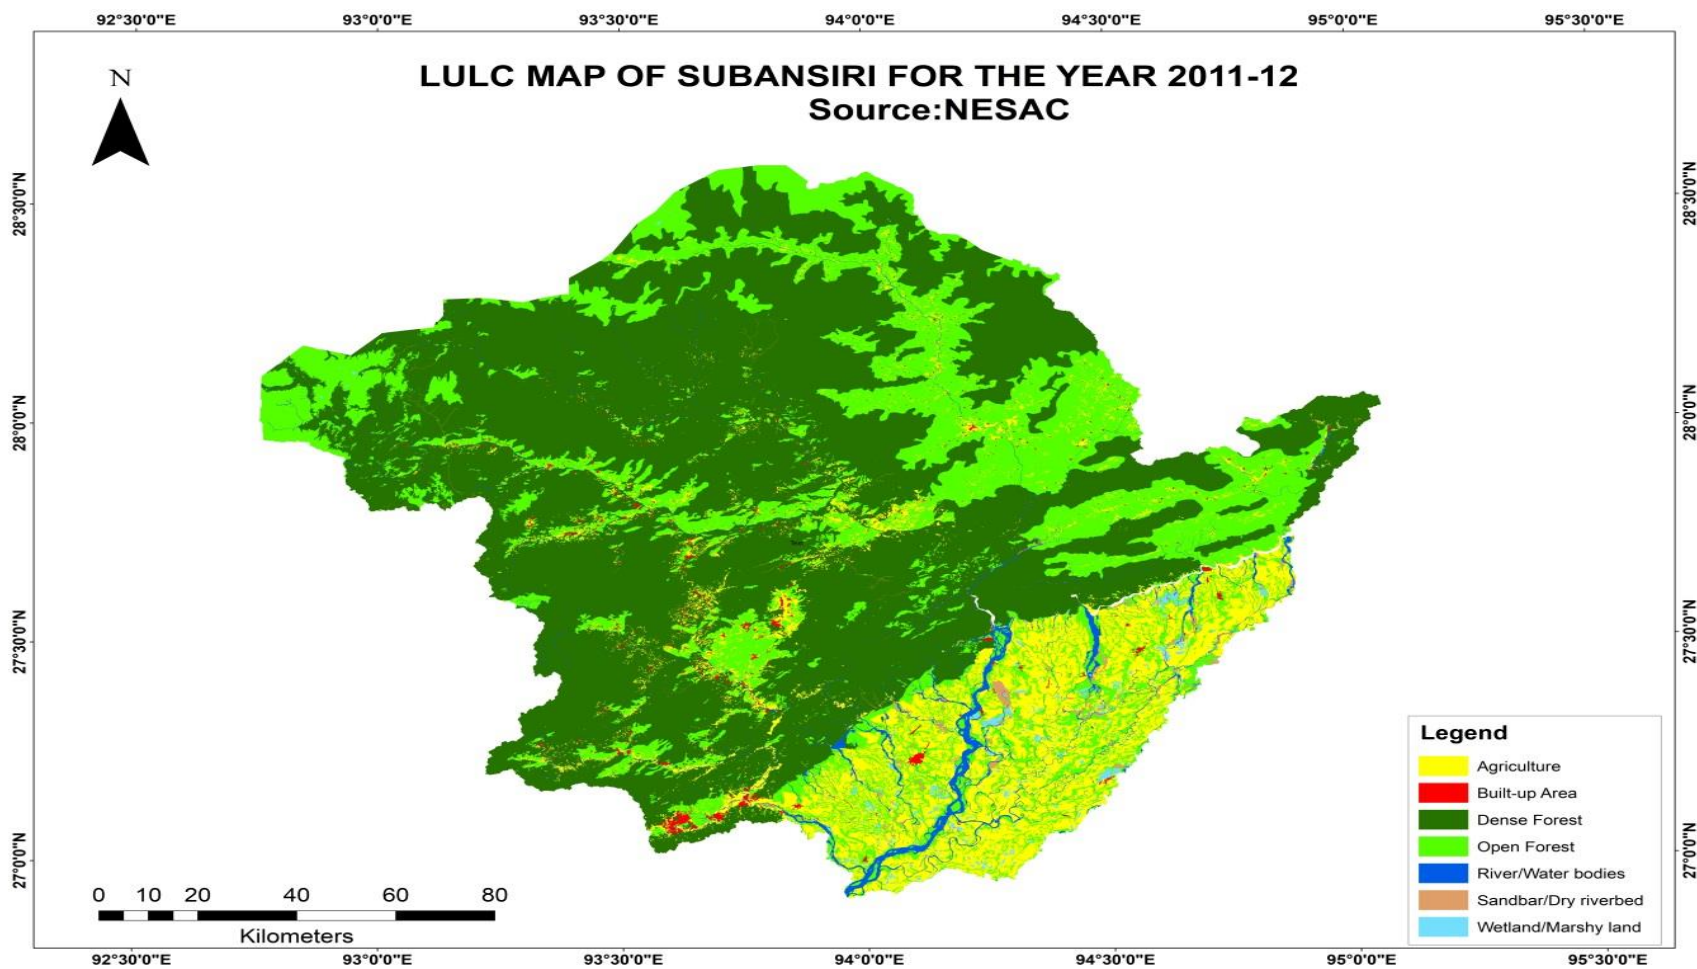 92°30'0"E 93°0'0"E 93°30'0"E 94°0'0"E 94°30'0"E 95°0'0"E 95°30'0"E
LULC MAP OF SUBANSIRI FOR THE YEAR 2011-12
Source:NESAC
N
28°30'0"N
28°30'0"N
28°0'0"N
28°0'0"N
27°30'0"N
27°30'0"N
27°0'0"N
27°0'0"N
Legend
Agriculture
Built-up Area
Dense Forest
Open Forest
River/Water bodies
Sandbar/Dry riverbed
Wetland/Marshy land
0 10 20 40 60 80
Kilometers
92°30'0"E 93°0'0"E 93°30'0"E 94°0'0"E 94°30'0"E 95°0'0"E 95°30'0"E